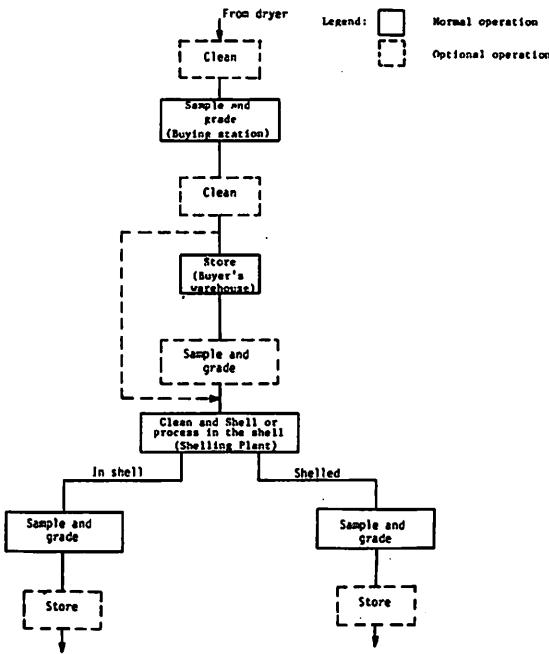 From dryer
Legend:
Normal operation
Optional operation
Clean
Sample and
grade
(Buying station)
Clean
Store
(Buyer's
warehouse)
Sample and
grade
Clean and Shell or
process in the shell
(Shelling Plant)
In shell
Shelled
Sample and
grade
Sample and
grade
Store
Store